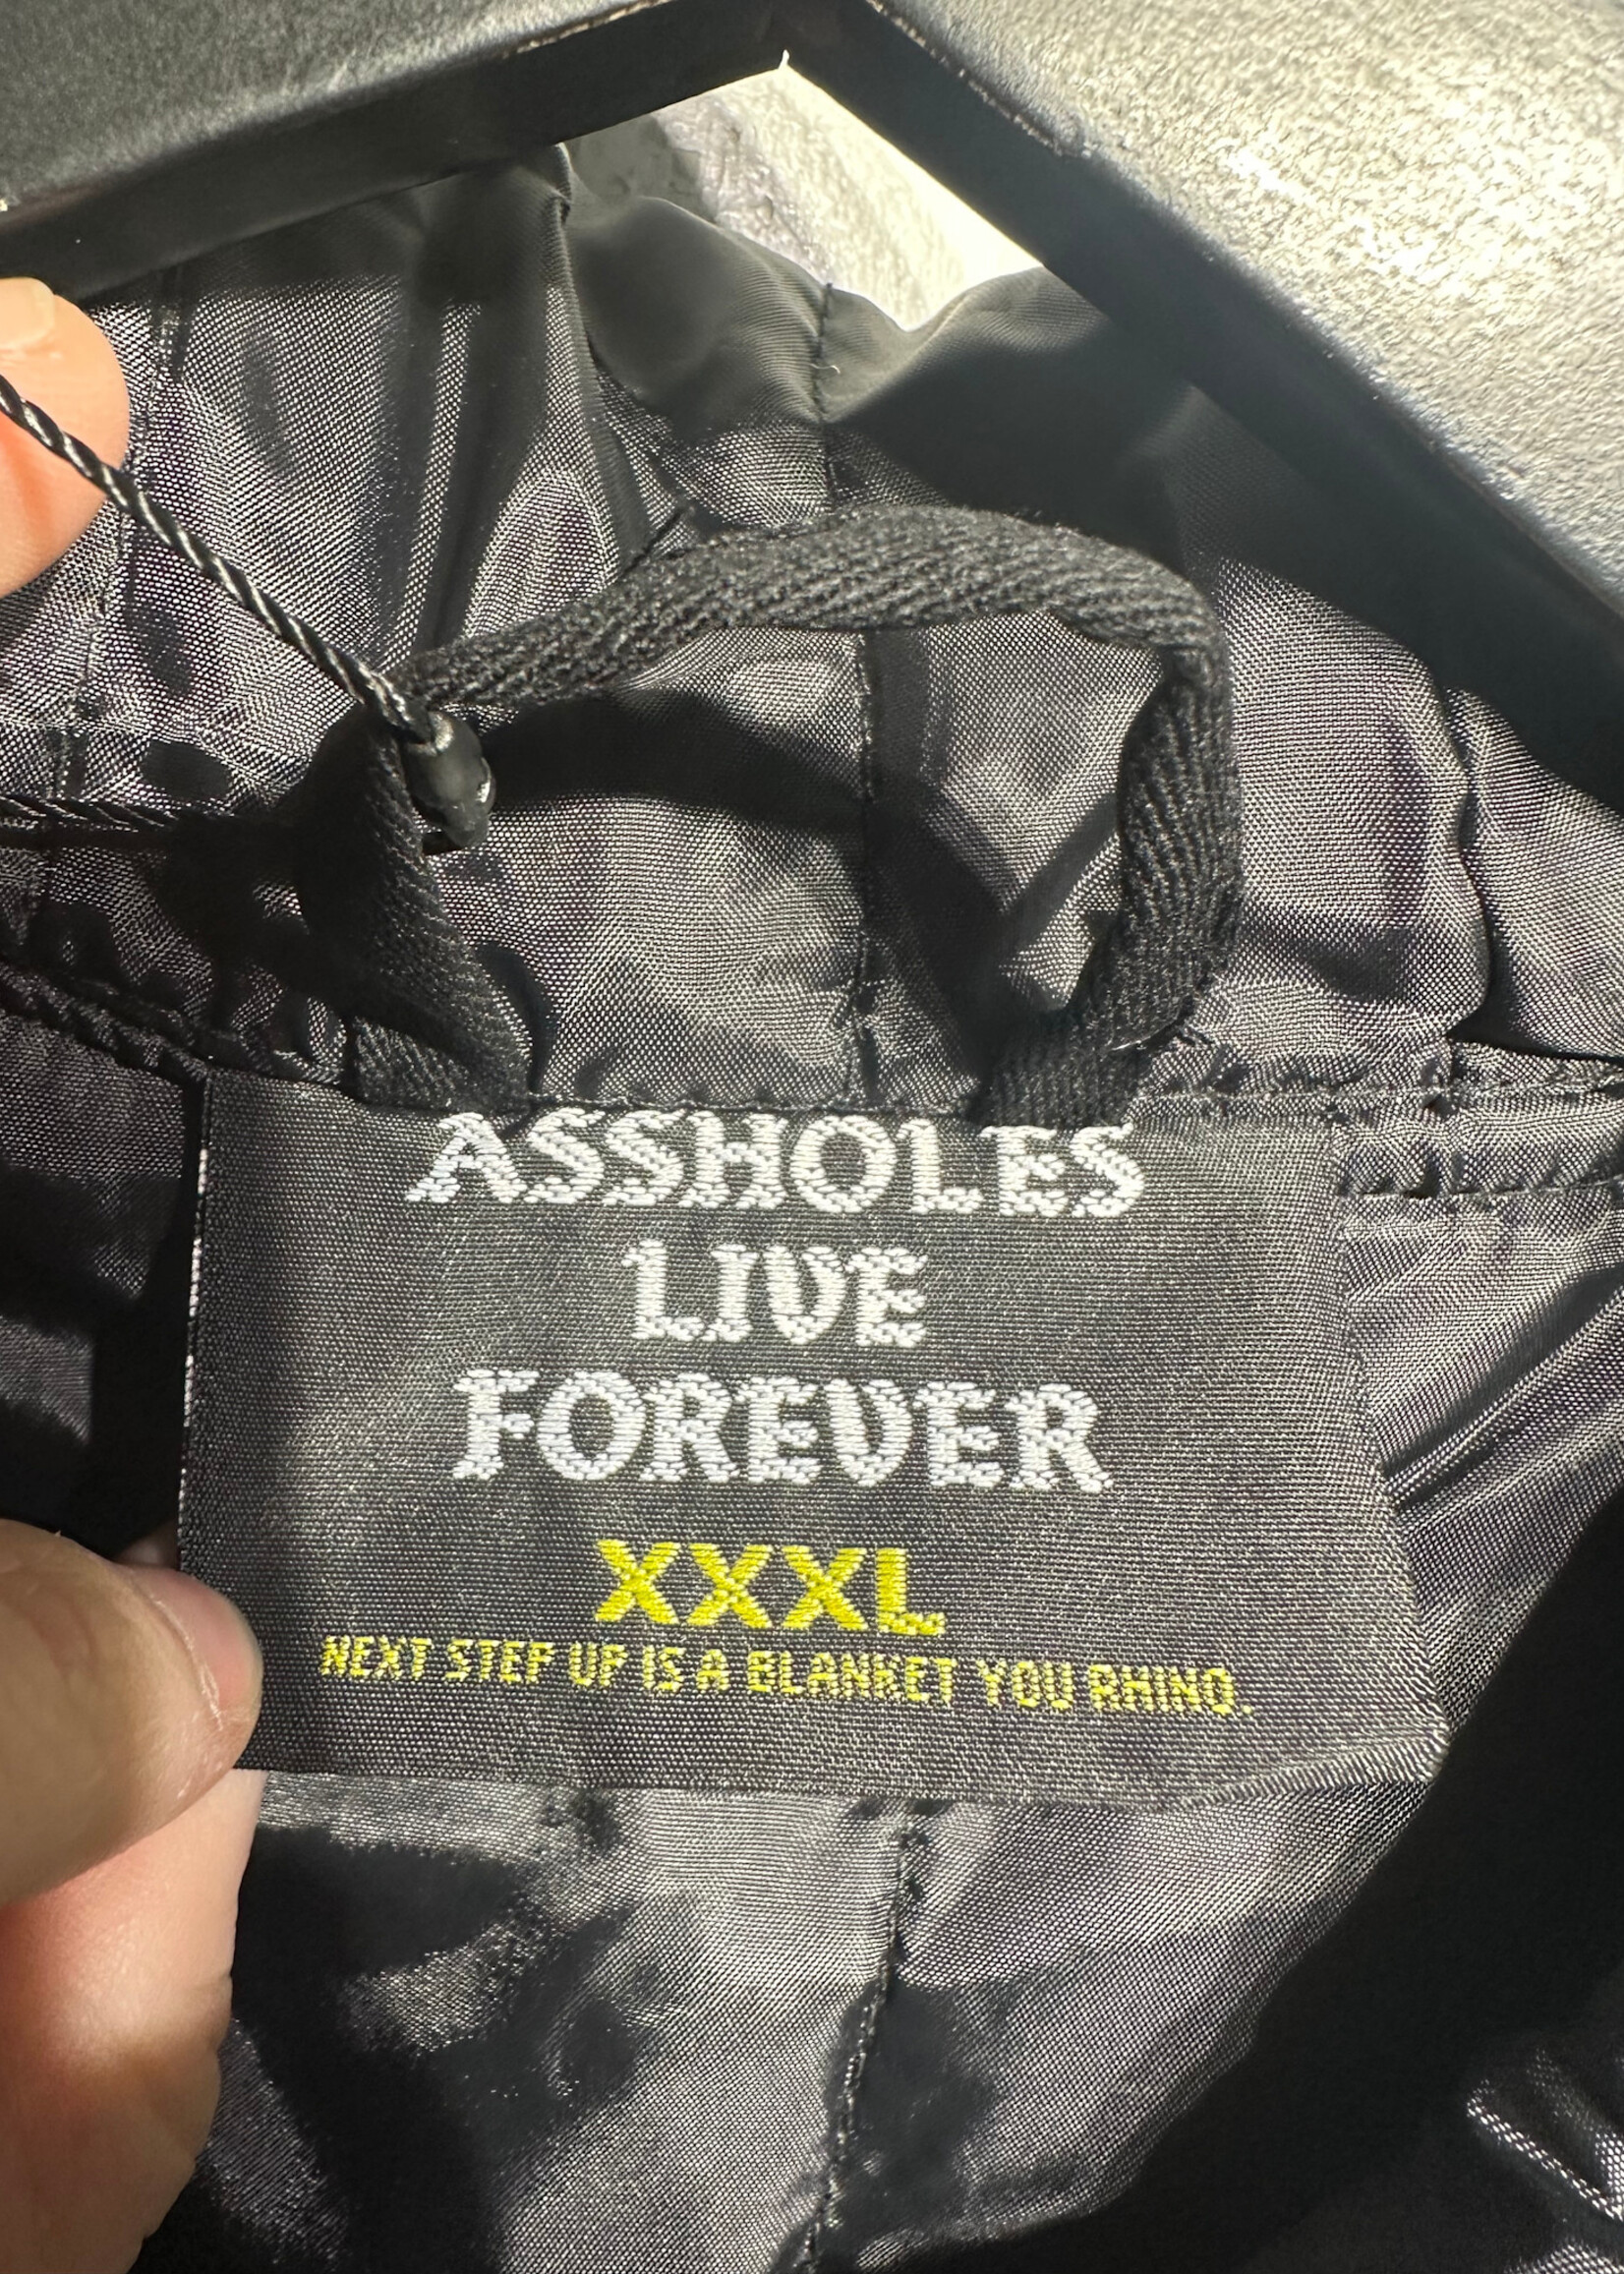 ASSHOLES
LIVE
FOREVER
XXXL
NEXT STEP UP IS A BLANKET YOU RHINO.